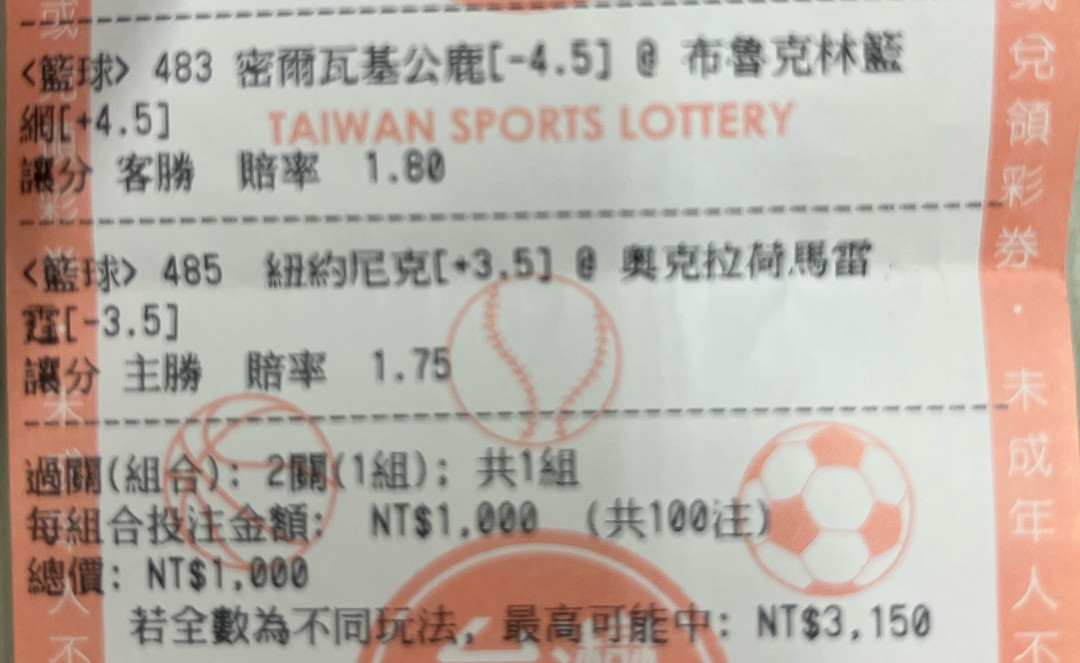 <籃球> 483 密爾瓦基公鹿[-4.5] @ 布魯克林籃
網[+4.5]
TAIWAN SPORTS LOTTERY
讓分 客勝 賠率 1.80
<籃球> 485 紐約尼克[+3.5] @ 奧克拉荷馬雷
霆[-3.5]
讓分 主勝 賠率 1.75
過關(組合): 2關(1組); 共1組
每組合投注金額: NT$1,000 (共100注)
總價: NT$1,000
若全數為不同玩法, 最高可能中: NT$3,150
或兌領彩券·未成年人不